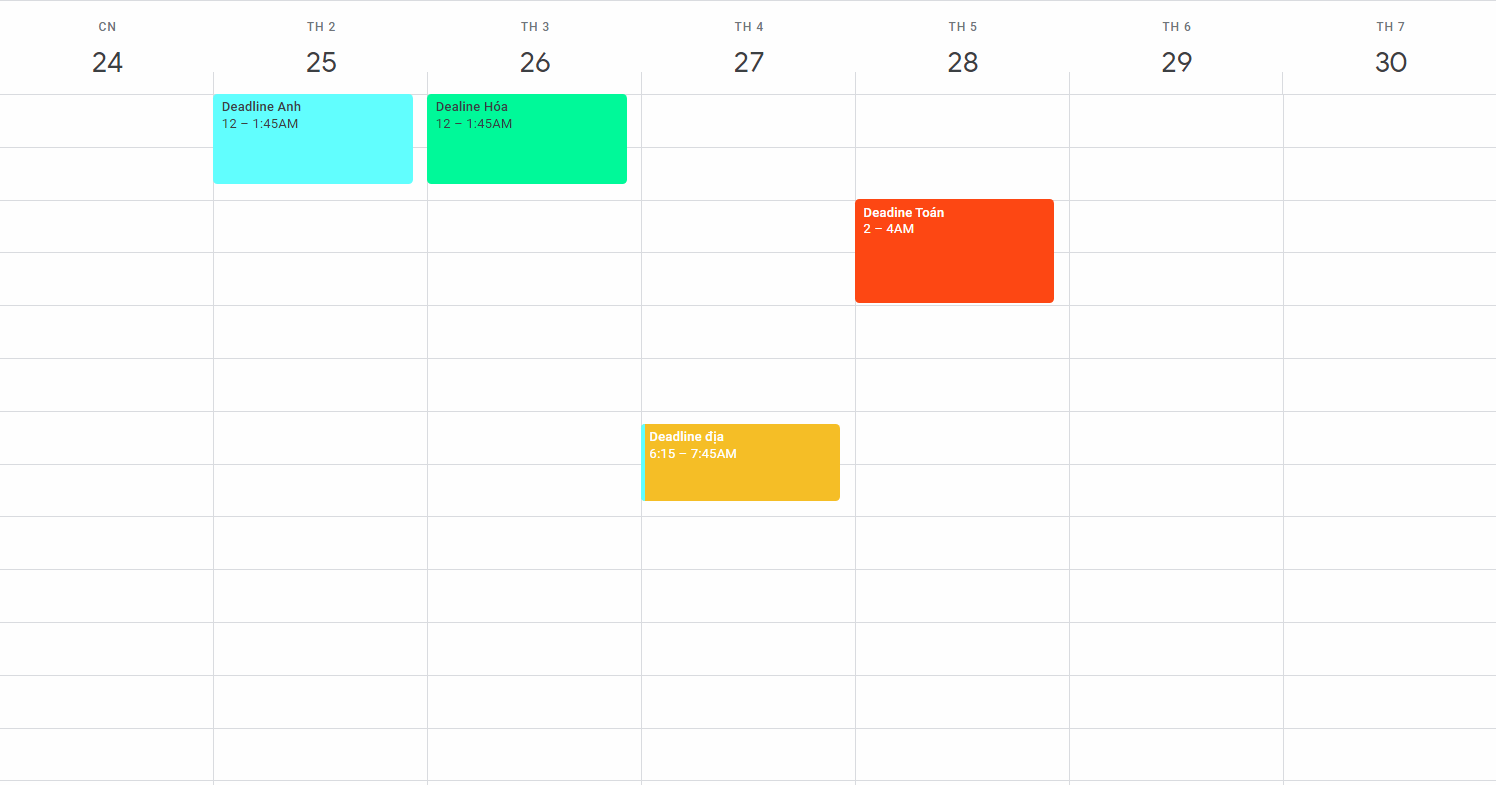 CN
TH 2
TH 3
TH 4
TH 5
TH 6
TH 7
24
25
26
27
28
29
30
Deadline Anh
12 – 1:45AM
Dealine Hóa
12 – 1:45AM
Deadine Toán
2 – 4AM
Deadline địa
6:15 – 7:45AM